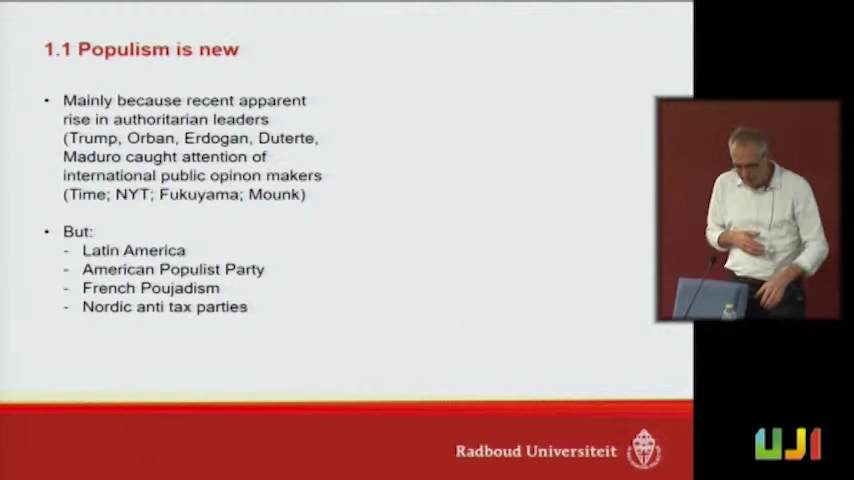 1.1 Populism is new
• Mainly because recent apparent
rise in authoritarian leaders
(Trump, Orban, Erdogan, Duterte,
Maduro caught attention of
international public opinon makers
(Time; NYT; Fukuyama; Mounk)
• But:
- Latin America
- American Populist Party
- French Poujadism
- Nordic anti tax parties
Radboud Universiteit
UJI